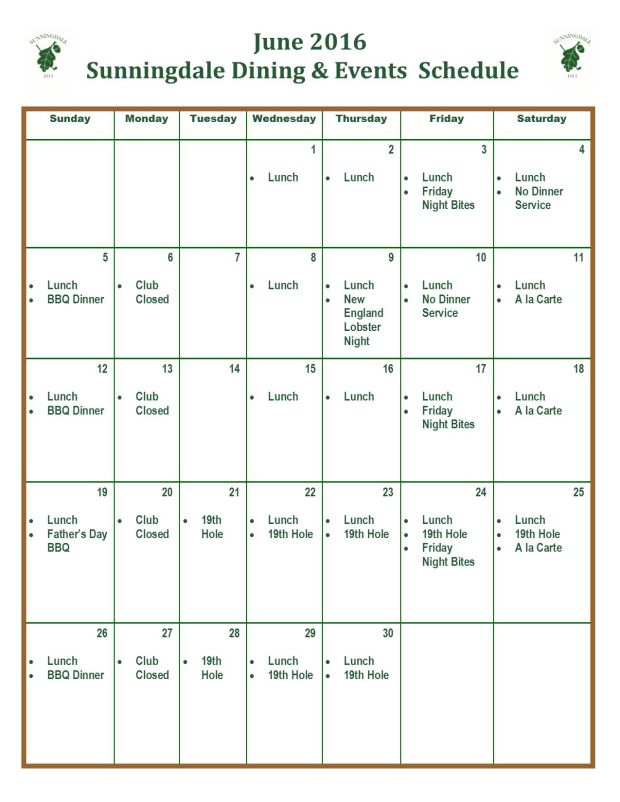 June 2016
Sunningdale Dining & Events Schedule
SUNNINGDALE
1913
SUNNINGDALE
1913
Sunday Monday Tuesday Wednesday Thursday Friday Saturday
1
• Lunch
2
• Lunch
3
• Lunch
• Friday
Night Bites
4
• Lunch
• No Dinner
Service
5
• Lunch
• BBQ Dinner
6
• Club
Closed
7
8
• Lunch
9
• Lunch
• New
England
Lobster
Night
10
• Lunch
• No Dinner
Service
11
• Lunch
• A la Carte
12
• Lunch
• BBQ Dinner
13
• Club
Closed
14
15
• Lunch
16
• Lunch
17
• Lunch
• Friday
Night Bites
18
• Lunch
• A la Carte
19
• Lunch
• Father's Day
BBQ
20
• Club
Closed
21
• 19th
Hole
22
• Lunch
• 19th Hole
23
• Lunch
• 19th Hole
24
• Lunch
• 19th Hole
• Friday
Night Bites
25
• Lunch
• 19th Hole
• A la Carte
26
• Lunch
• BBQ Dinner
27
• Club
Closed
28
• 19th
Hole
29
• Lunch
• 19th Hole
30
• Lunch
• 19th Hole